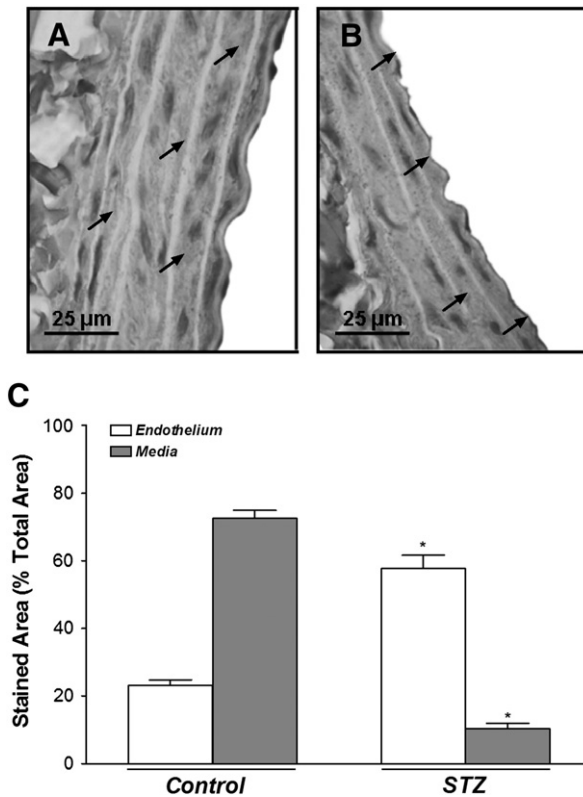 A
B
25 µm
25 µm
C
Stained Area (% Total Area)
100
80
60
40
20
0
Endothelium
Media
*
*
Control
STZ